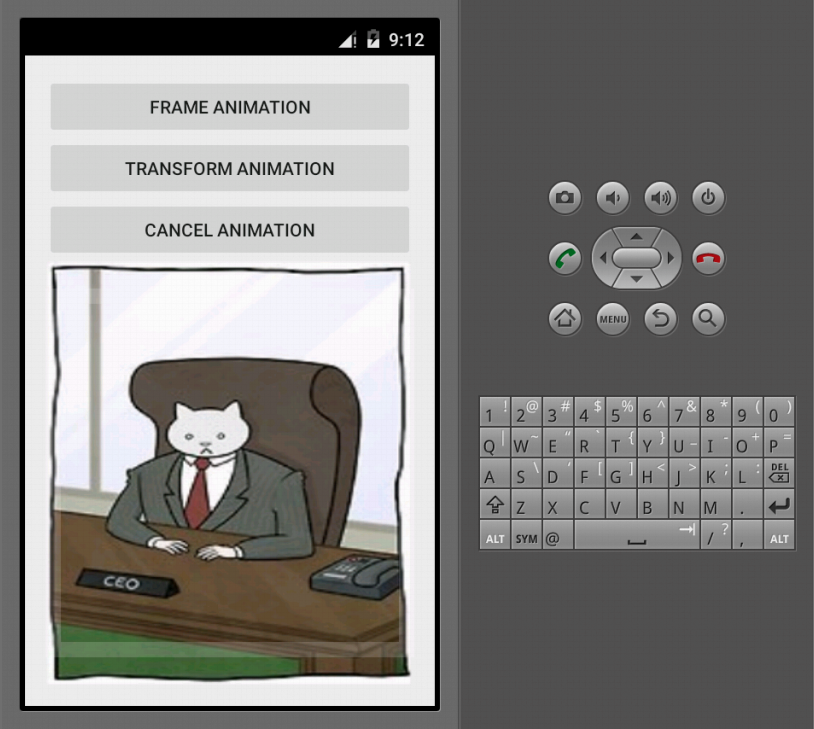 9:12
FRAME ANIMATION
TRANSFORM ANIMATION
CANCEL ANIMATION
CEO
MENU
1 ! 2 @ 3 # 4 $ 5 % 6 ^ 7 & 8 * 9 ( 0 )
Q | W ~ E " R ` T { Y } U _ I - O + P =
A S \ D ' F [ G ] H < J > K ; L : DEL
Z X C V B N M .
ALT SYM @ / ? , ALT